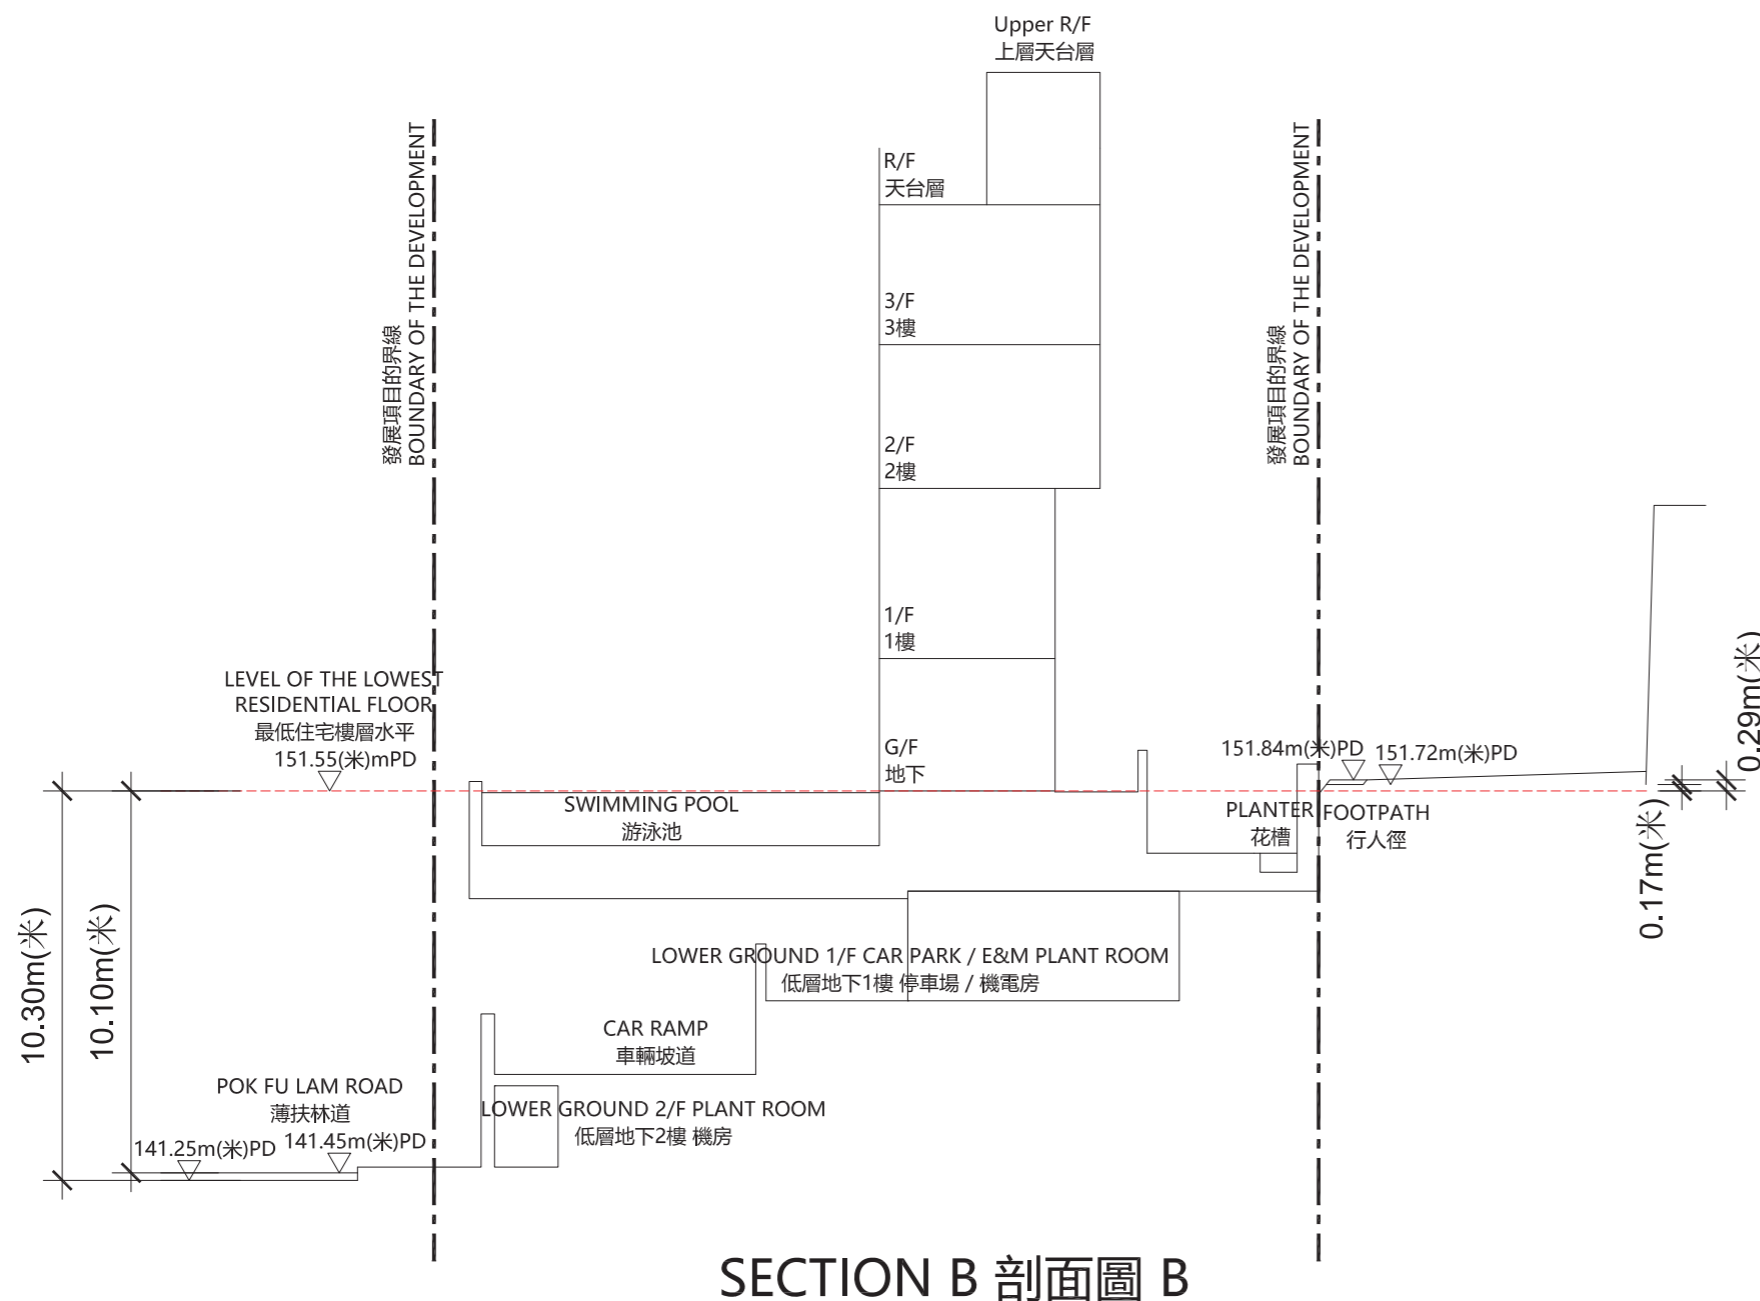 Upper R/F
上層天台層
發展項目的界線
BOUNDARY OF THE DEVELOPMENT
R/F
天台層
發展項目的界線
BOUNDARY OF THE DEVELOPMENT
3/F
3樓
2/F
2樓
1/F
1樓
LEVEL OF THE LOWEST
RESIDENTIAL FLOOR
最低住宅樓層水平
151.55(米)mPD
G/F
地下
151.84m(米)PD
151.72m(米)PD
0.29m(米)
0.17m(米)
SWIMMING POOL
游泳池
PLANTER
花槽
FOOTPATH
行人徑
10.30m(米)
10.10m(米)
LOWER GROUND 1/F CAR PARK / E&M PLANT ROOM
低層地下1樓 停車場 / 機電房
CAR RAMP
車輛坡道
POK FU LAM ROAD
薄扶林道
141.25m(米)PD
141.45m(米)PD
LOWER GROUND 2/F PLANT ROOM
低層地下2樓 機房
SECTION B 剖面圖 B